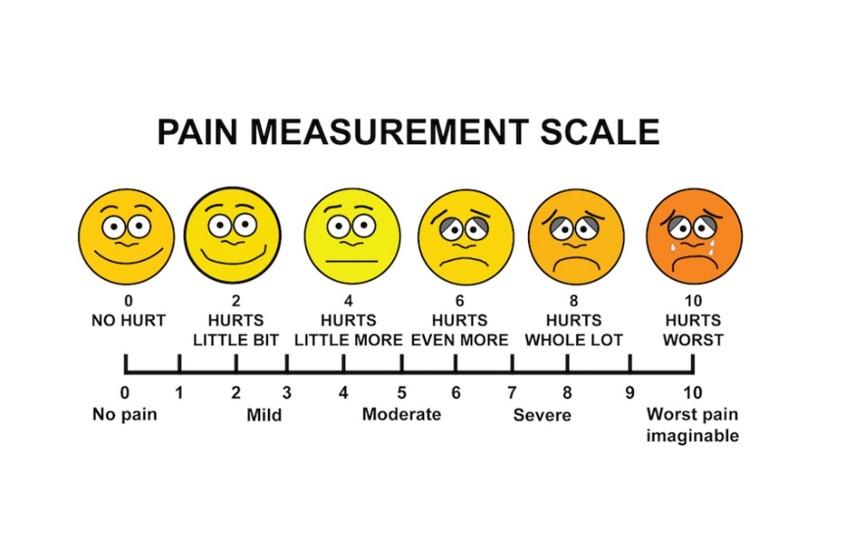 PAIN MEASUREMENT SCALE
0 2 4 6 8 10
NO HURT HURTS HURTS HURTS HURTS HURTS
LITTLE BIT LITTLE MORE EVEN MORE WHOLE LOT WORST
0 1 2 3 4 5 6 7 8 9 10
No pain Mild Moderate Severe Worst pain
imaginable